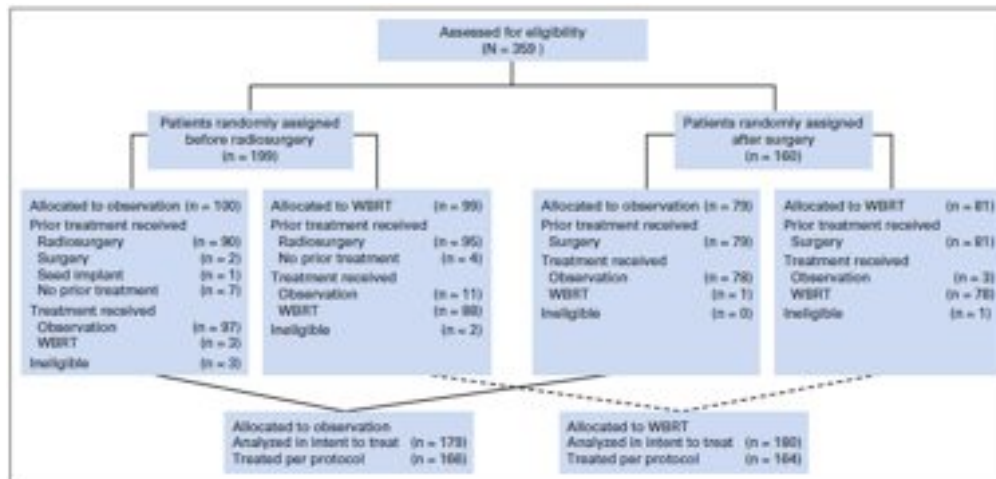 Assessed for eligibility
(N = 359 )
Patients randomly assigned
before radiosurgery
(n = 199)
Patients randomly assigned
after surgery
(n = 160)
Allocated to observation (n = 100)
Prior treatment received
Radiosurgery (n = 90)
Surgery (n = 2)
Seed implant (n = 1)
No prior treatment (n = 7)
Treatment received
Observation (n = 97)
WBRT (n = 3)
Ineligible (n = 3)
Allocated to WBRT (n = 99)
Prior treatment received
Radiosurgery (n = 95)
No prior treatment (n = 4)
Treatment received
Observation (n = 11)
WBRT (n = 88)
Ineligible (n = 2)
Allocated to observation (n = 79)
Prior treatment received
Surgery (n = 79)
Treatment received
Observation (n = 78)
WBRT (n = 1)
Ineligible (n = 0)
Allocated to WBRT (n = 81)
Prior treatment received
Surgery (n = 81)
Treatment received
Observation (n = 3)
WBRT (n = 78)
Ineligible (n = 1)
Allocated to observation
Analyzed in intent to treat (n = 179)
Treated per protocol (n = 166)
Allocated to WBRT
Analyzed in intent to treat (n = 180)
Treated per protocol (n = 164)